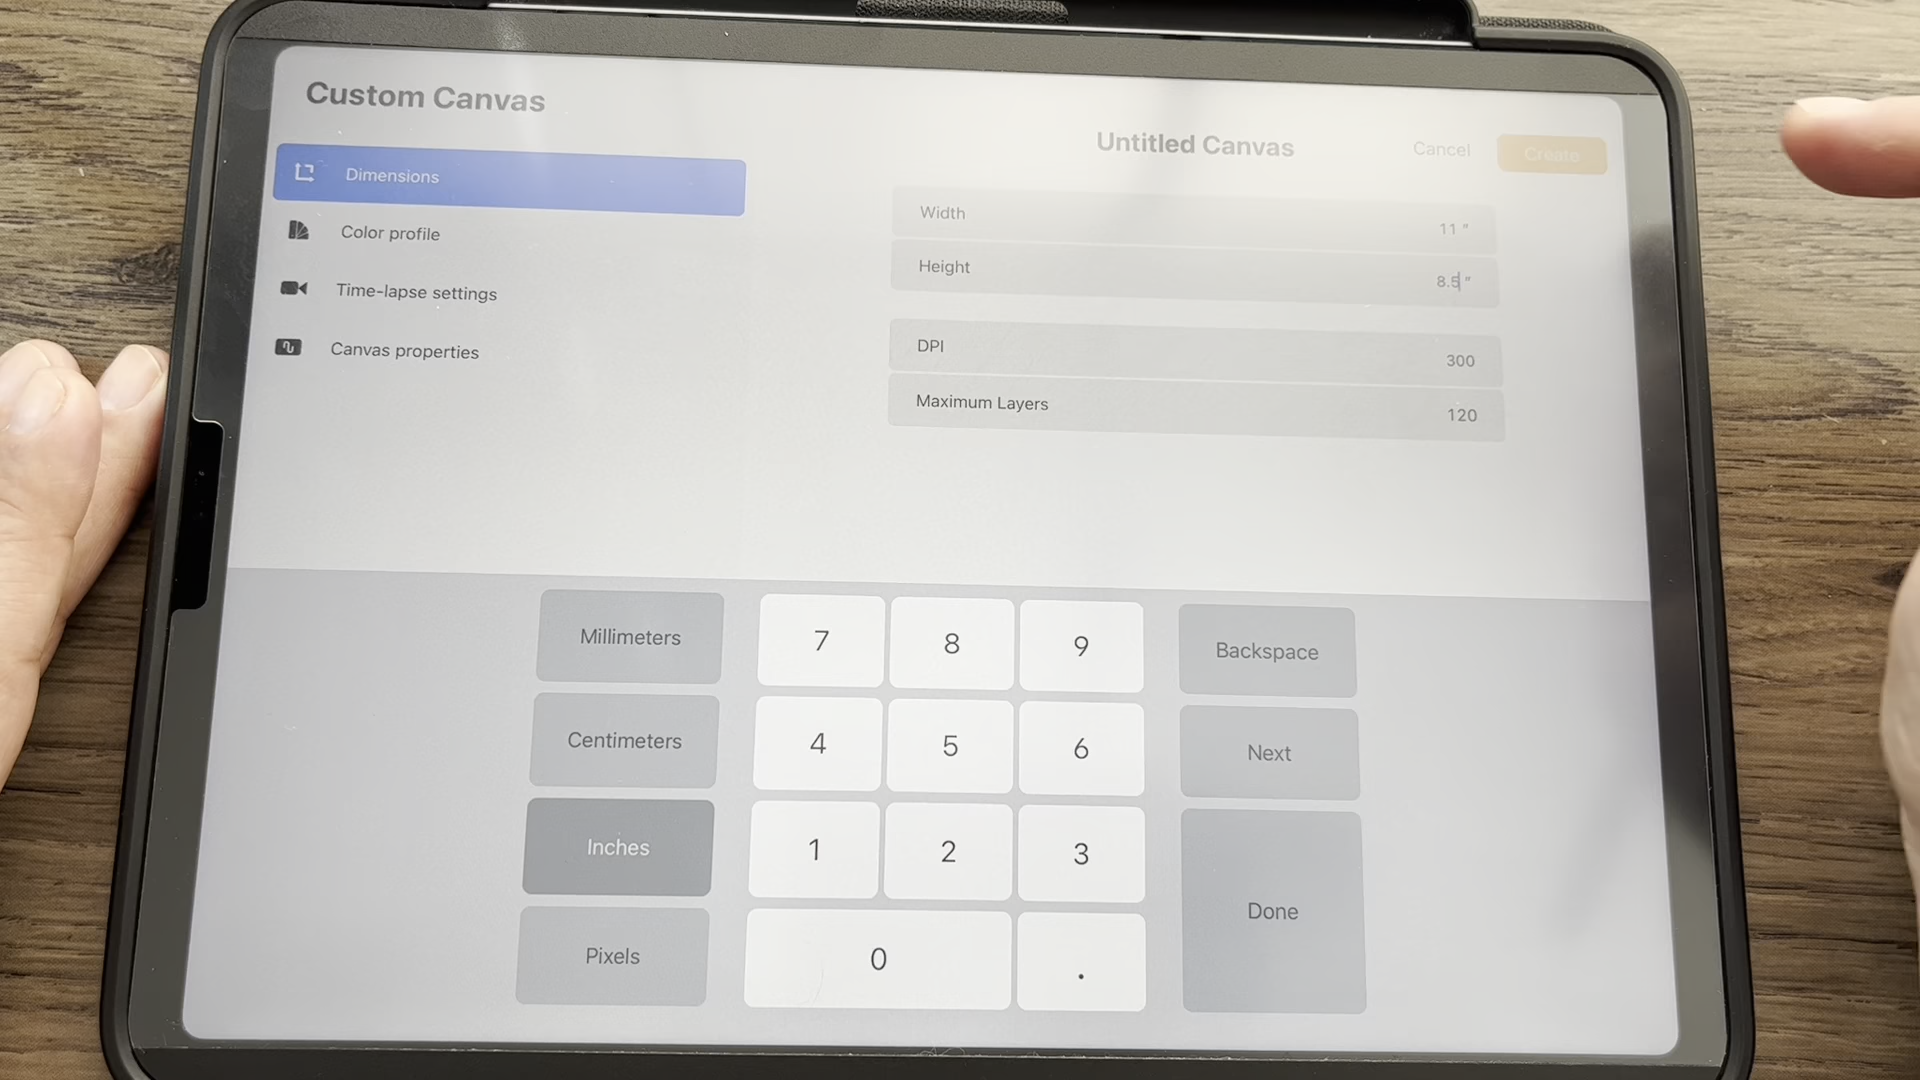 Custom Canvas
Untitled Canvas
Cancel
Create
Dimensions
Color profile
Time-lapse settings
Canvas properties
Width 11 "
Height 8.5 "
DPI 300
Maximum Layers 120
Millimeters 7 8 9 Backspace
Centimeters 4 5 6 Next
Inches 1 2 3
Done
Pixels 0 .